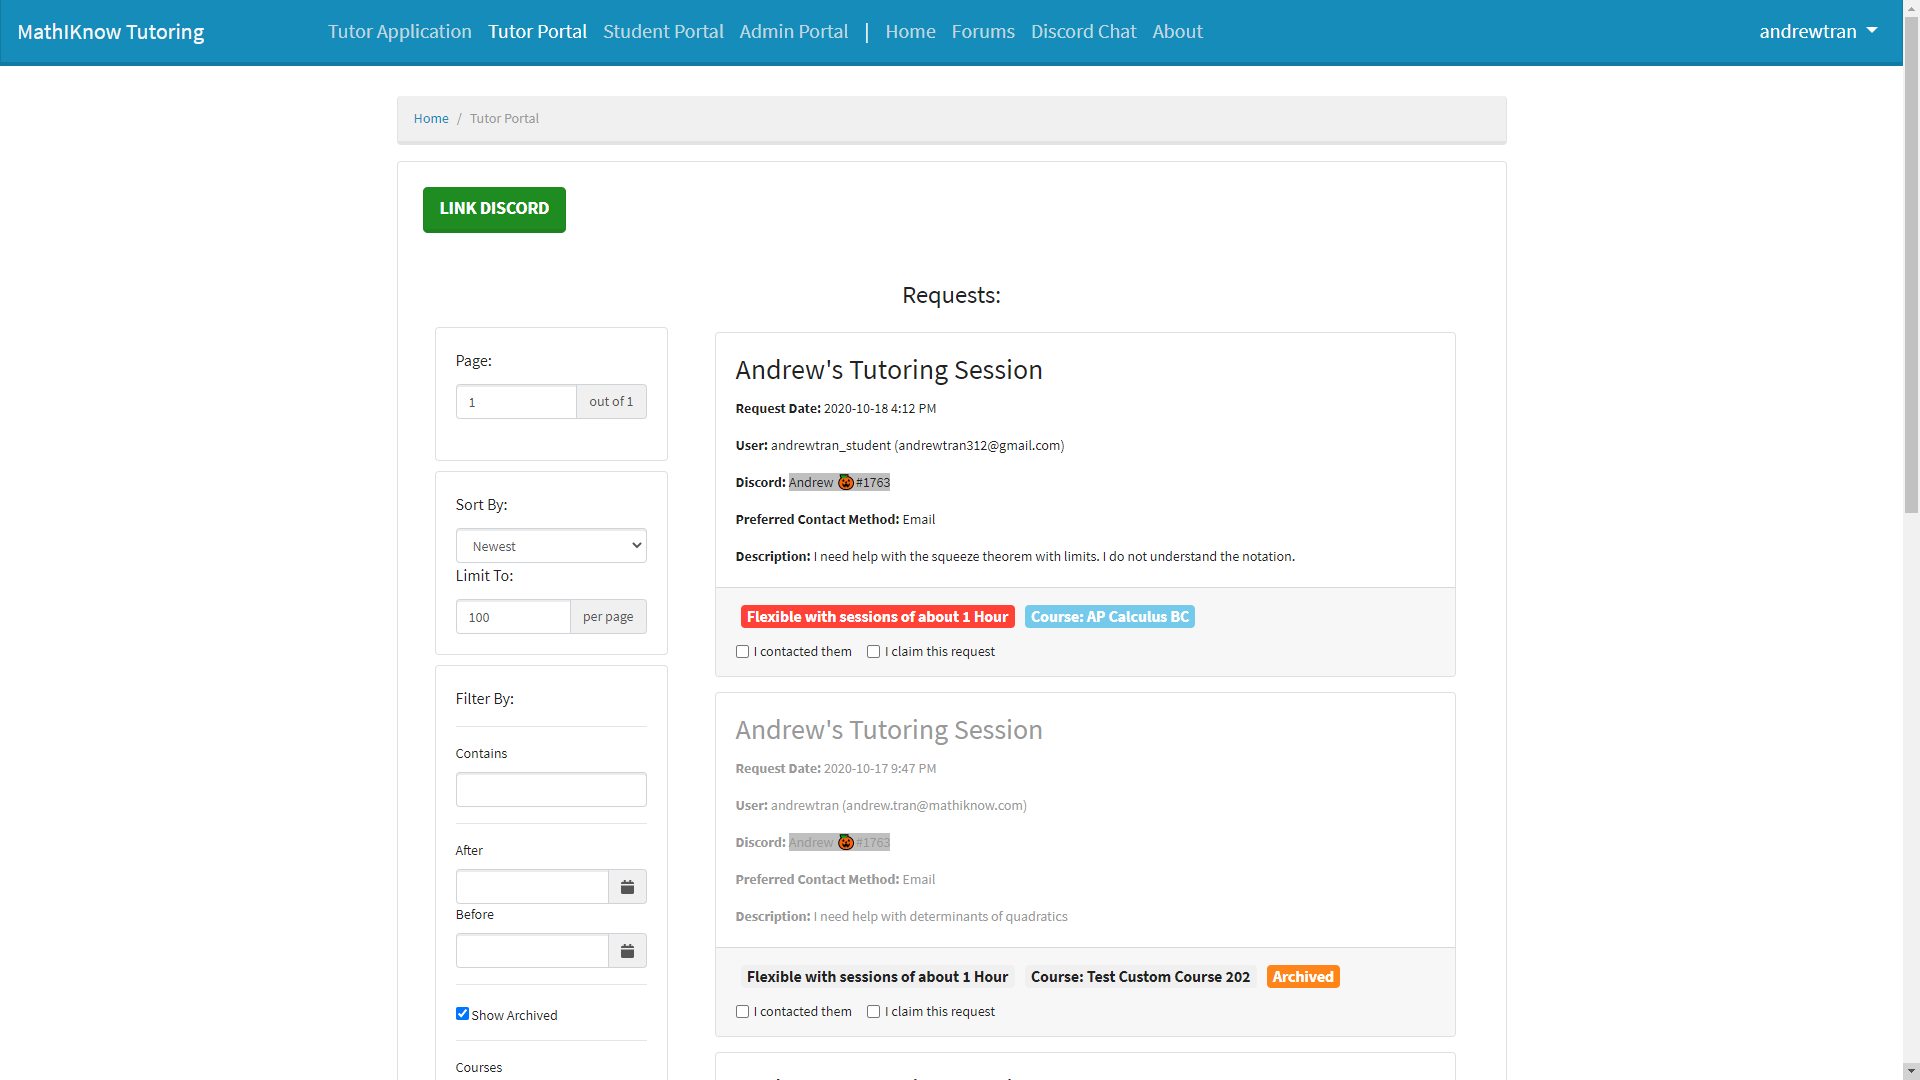 MathIKnow Tutoring
Tutor Application Tutor Portal Student Portal Admin Portal | Home Forums Discord Chat About
andrewtran
Home / Tutor Portal
LINK DISCORD
Requests:
Page:
1 out of 1
Sort By:
Newest
Limit To:
100 per page
Filter By:
Contains
After
Before
Show Archived
Courses
Andrew's Tutoring Session
Request Date: 2020-10-18 4:12 PM
User: andrewtran_student (andrewtran312@gmail.com)
Discord: Andrew 🎃#1763
Preferred Contact Method: Email
Description: I need help with the squeeze theorem with limits. I do not understand the notation.
Flexible with sessions of about 1 Hour Course: AP Calculus BC
I contacted them I claim this request
Andrew's Tutoring Session
Request Date: 2020-10-17 9:47 PM
User: andrewtran (andrew.tran@mathiknow.com)
Discord: Andrew 🎃#1763
Preferred Contact Method: Email
Description: I need help with determinants of quadratics
Flexible with sessions of about 1 Hour Course: Test Custom Course 202 Archived
I contacted them I claim this request